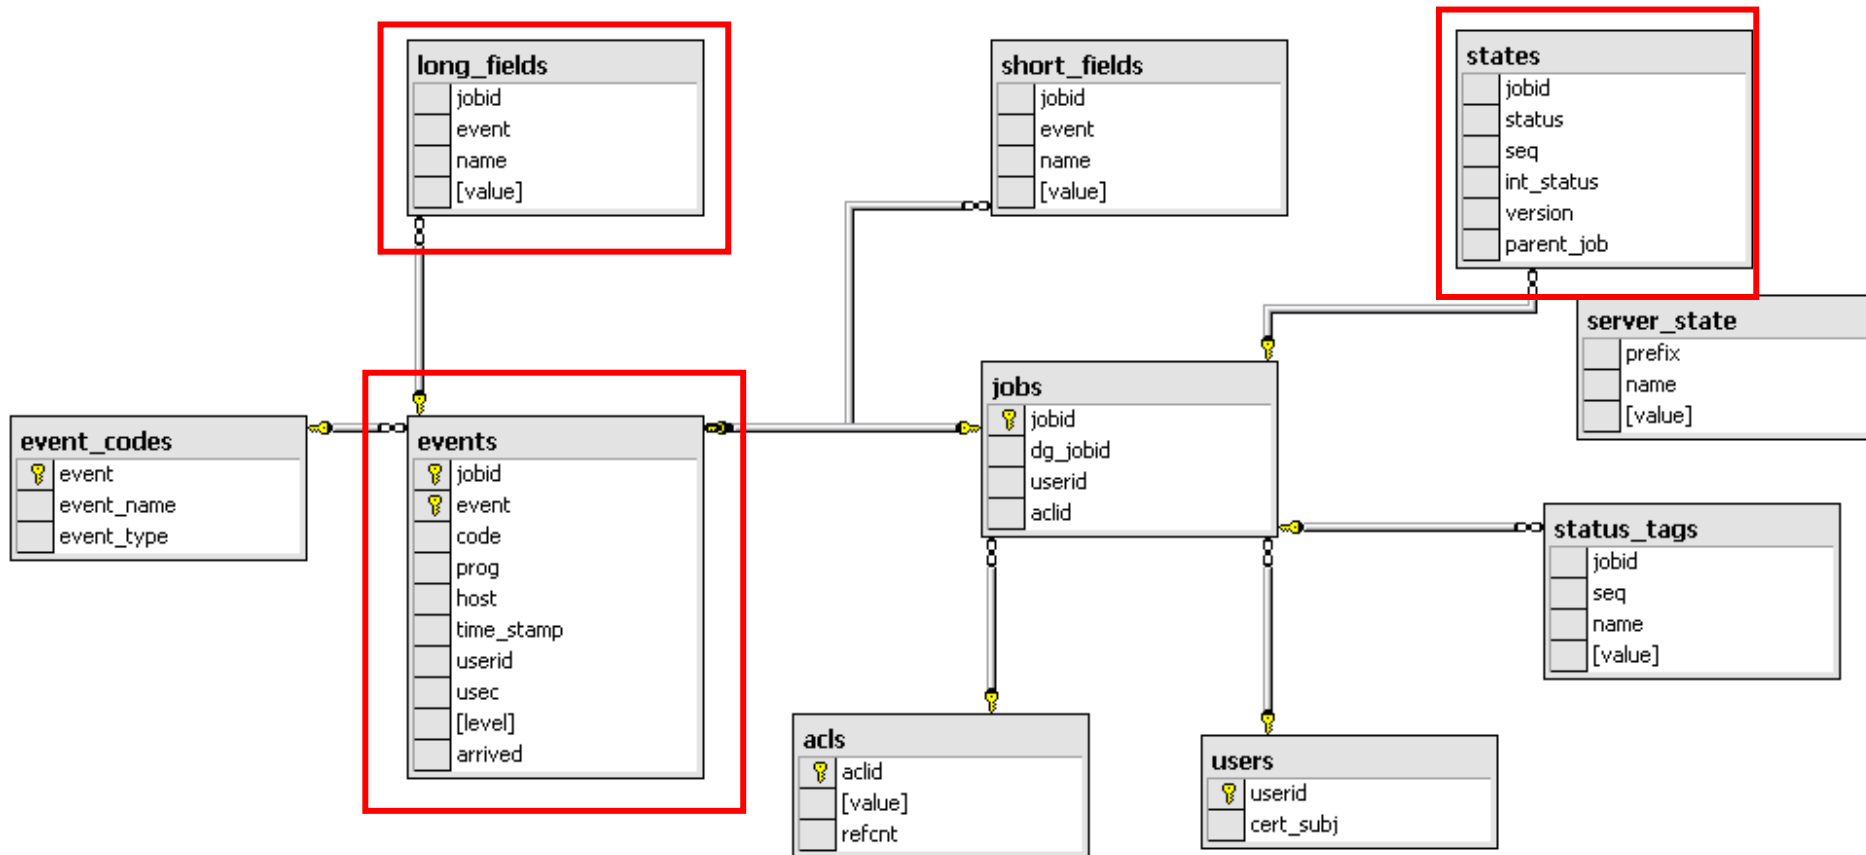 long_fields
jobid
event
name
[value]
short_fields
jobid
event
name
[value]
states
jobid
status
seq
int_status
version
parent_job
server_state
prefix
name
[value]
event_codes
event
event_name
event_type
events
jobid
event
code
prog
host
time_stamp
userid
usec
[level]
arrived
jobs
jobid
dg_jobid
userid
aclid
status_tags
jobid
seq
name
[value]
acls
aclid
[value]
refcnt
users
userid
cert_subj